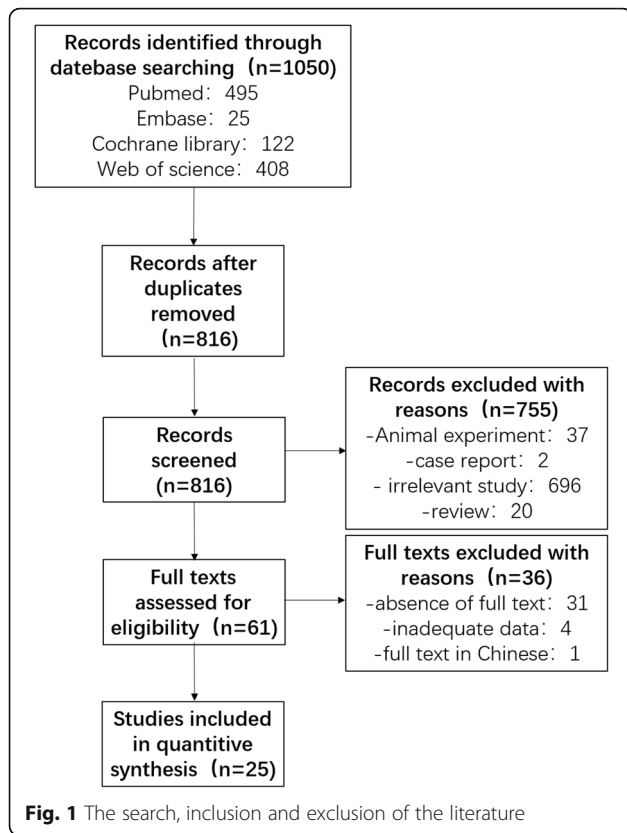 Records identified through
datebase searching（n=1050）
Pubmed：495
Embase：25
Cochrane library：122
Web of science：408
Records after
duplicates
removed
（n=816）
Records
screened
(n=816）
Records excluded with
reasons（n=755）
-Animal experiment：37
-case report：2
- irrelevant study：696
-review：20
Full texts
assessed for
eligibility（n=61）
Full texts excluded with
reasons（n=36）
-absence of full text：31
-inadequate data：4
-full text in Chinese：1
Studies included
in quantitive
synthesis（n=25）
Fig. 1 The search, inclusion and exclusion of the literature